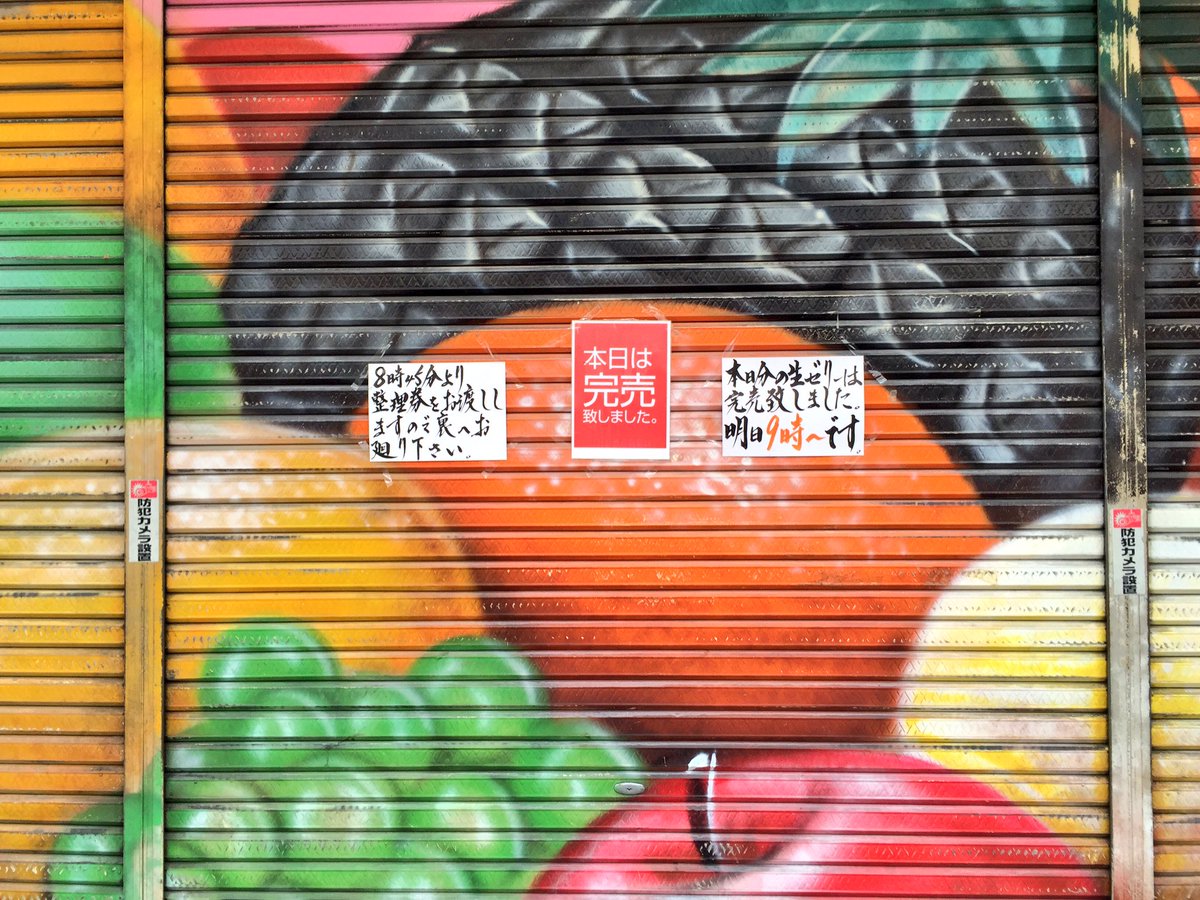 8時45分より
整理券をお渡しし
ますので裏へお
廻り下さい。
本日は
完売
致しました。
本日分の生ゼリーは
完売致しました。
明日9時〜です
防犯カメラ設置
防犯カメラ設置